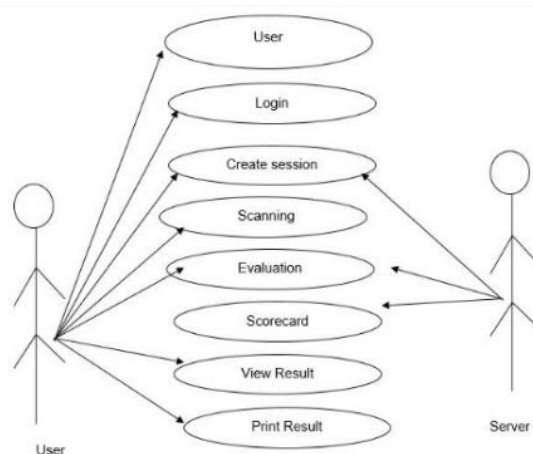 User
Login
Create session
Scanning
Evaluation
Scorecard
View Result
Print Result
User
Server